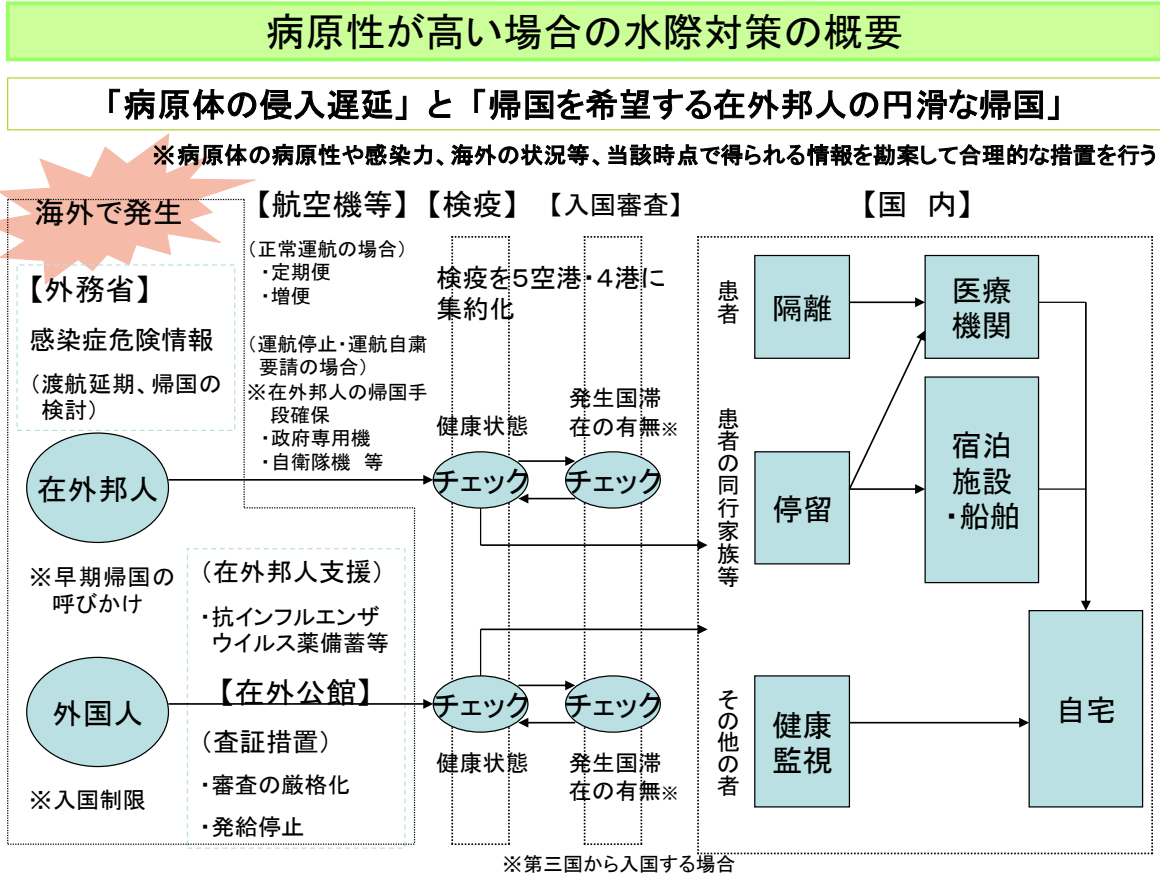 病原性が高い場合の水際対策の概要
「病原体の侵入遅延」と「帰国を希望する在外邦人の円滑な帰国」
※病原体の病原性や感染力、海外の状況等、当該時点で得られる情報を勘案して合理的な措置を行う
海外で発生
【航空機等】
【検疫】
【入国審査】
【国 内】
【外務省】
感染症危険情報
(渡航延期、帰国の
検討)
在外邦人
※早期帰国の
呼びかけ
外国人
※入国制限
(在外邦人支援)
・抗インフルエンザ
ウイルス薬備蓄等
【在外公館】
(査証措置)
・審査の厳格化
・発給停止
(正常運航の場合)
・定期便
・増便
(運航停止・運航自粛
要請の場合)
※在外邦人の帰国手
段確保
・政府専用機
・自衛隊機 等
検疫を5空港・4港に
集約化
健康状態
チェック
発生国滞
在の有無※
チェック
チェック
健康状態
チェック
発生国滞
在の有無※
※第三国から入国する場合
患者
隔離
医療
機関
患者の同行家族等
停留
宿泊
施設
・船舶
その他の者
健康
監視
自宅